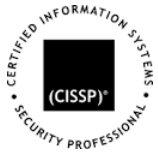 CERTIFIED INFORMATION SYSTEMS
(CISSP)®
SECURITY PROFESSIONAL